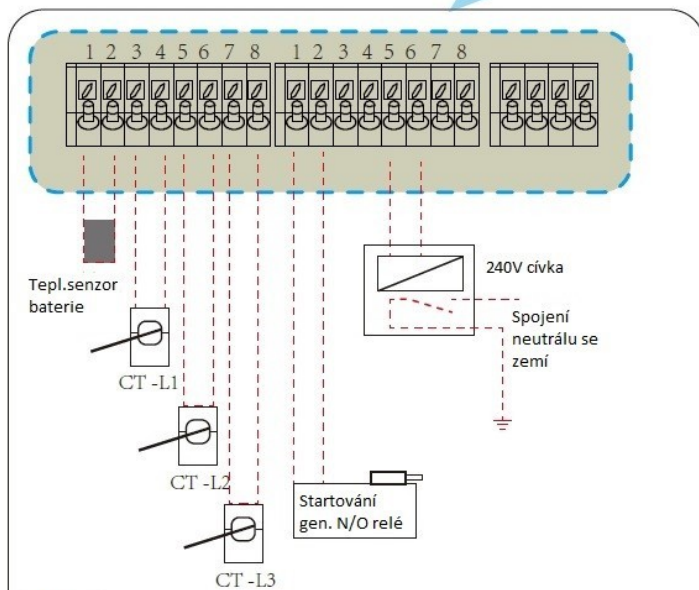 1 2 3 4 5 6 7 8 1 2 3 4 5 6 7 8
Tepl.senzor
baterie
240V cívka
Spojení
neutrálu se
zemí
CT -L1
CT -L2
Startování
gen. N/O relé
CT -L3